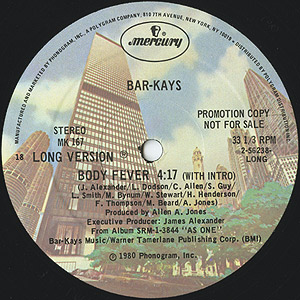 MANUFACTURED AND MARKETED BY PHONOGRAM, INC., A POLYGRAM COMPANY, 810 7TH AVENUE, NEW YORK, N.Y. 10019
mercury
BAR-KAYS
STEREO
MK 167
PROMOTION COPY
NOT FOR SALE
33 1/3 RPM
2-56238-
LONG
18 LONG VERSION ℗
BODY FEVER 4:17 (WITH INTRO)
(J. Alexander/L. Dodson/C. Allen/S. Guy/
L. Smith/M. Bynum/W. Stewart/H. Henderson/
F. Thompson/M. Beard/A. Jones)
Produced by Allen A. Jones
Executive Producer: James Alexander
From Album SRM-1-3844 "AS ONE"
Bar-Kays Music/Warner Tamerlane Publishing Corp. (BMI)
℗ 1980 Phonogram, Inc.